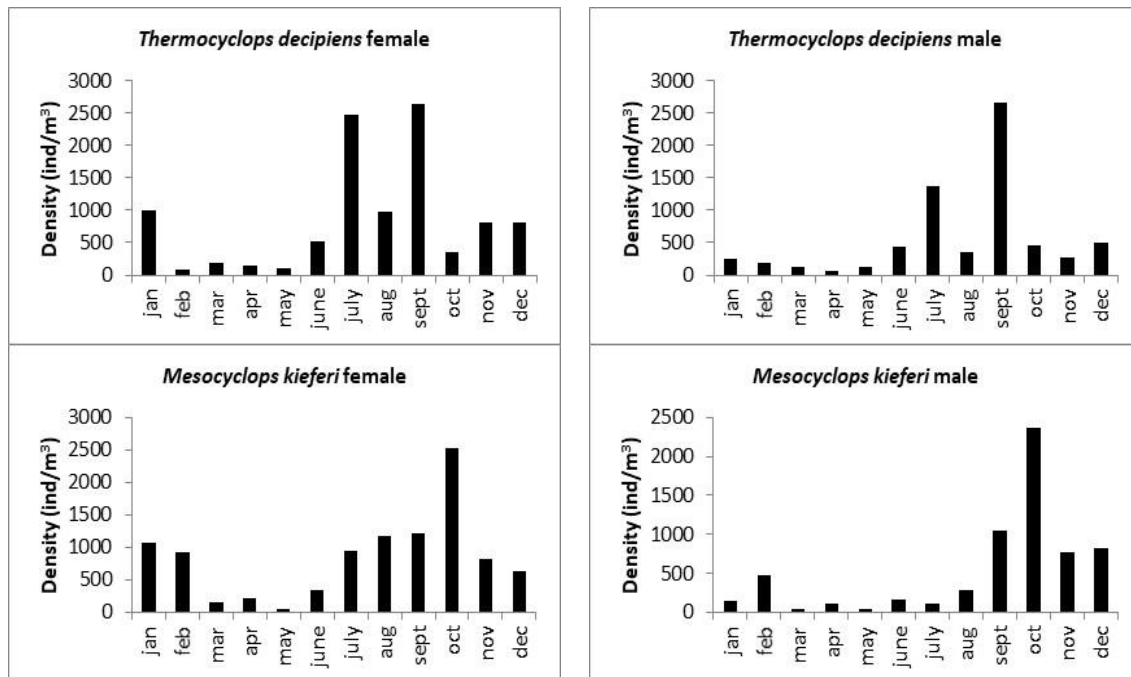 Thermocyclops decipiens female
Density (ind/m³)
3000
2500
2000
1500
1000
500
0
jan
feb
mar
apr
may
june
july
aug
sept
oct
nov
dec
Thermocyclops decipiens male
Density (ind/m³)
3000
2500
2000
1500
1000
500
0
jan
feb
mar
apr
may
june
july
aug
sept
oct
nov
dec
Mesocyclops kieferi female
Density (ind/m³)
3000
2500
2000
1500
1000
500
0
jan
feb
mar
apr
may
june
july
aug
sept
oct
nov
dec
Mesocyclops kieferi male
Density (ind/m³)
2500
2000
1500
1000
500
0
jan
feb
mar
apr
may
june
july
aug
sept
oct
nov
dec